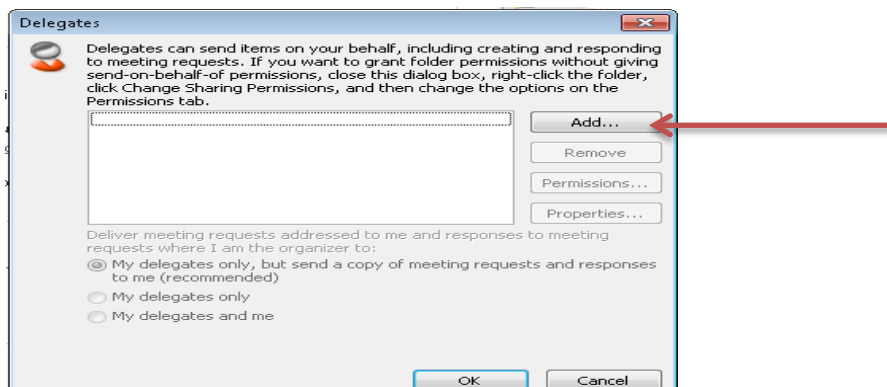 Delegates
Delegates can send items on your behalf, including creating and responding
to meeting requests. If you want to grant folder permissions without giving
send-on-behalf-of permissions, close this dialog box, right-click the folder,
click Change Sharing Permissions, and then change the options on the
Permissions tab.
Add...
Remove
Permissions...
Properties...
Deliver meeting requests addressed to me and responses to meeting
requests where I am the organizer to:
My delegates only, but send a copy of meeting requests and responses
to me (recommended)
My delegates only
My delegates and me
OK
Cancel